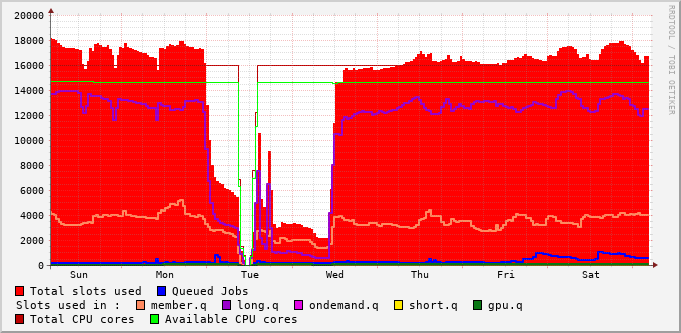 20000
18000
16000
14000
12000
10000
8000
6000
4000
2000
0
Sun Mon Tue Wed Thu Fri Sat
RRDTOOL / TOBI OETIKER
Total slots used Queued Jobs
Slots used in : member.q long.q ondemand.q short.q gpu.q
Total CPU cores Available CPU cores